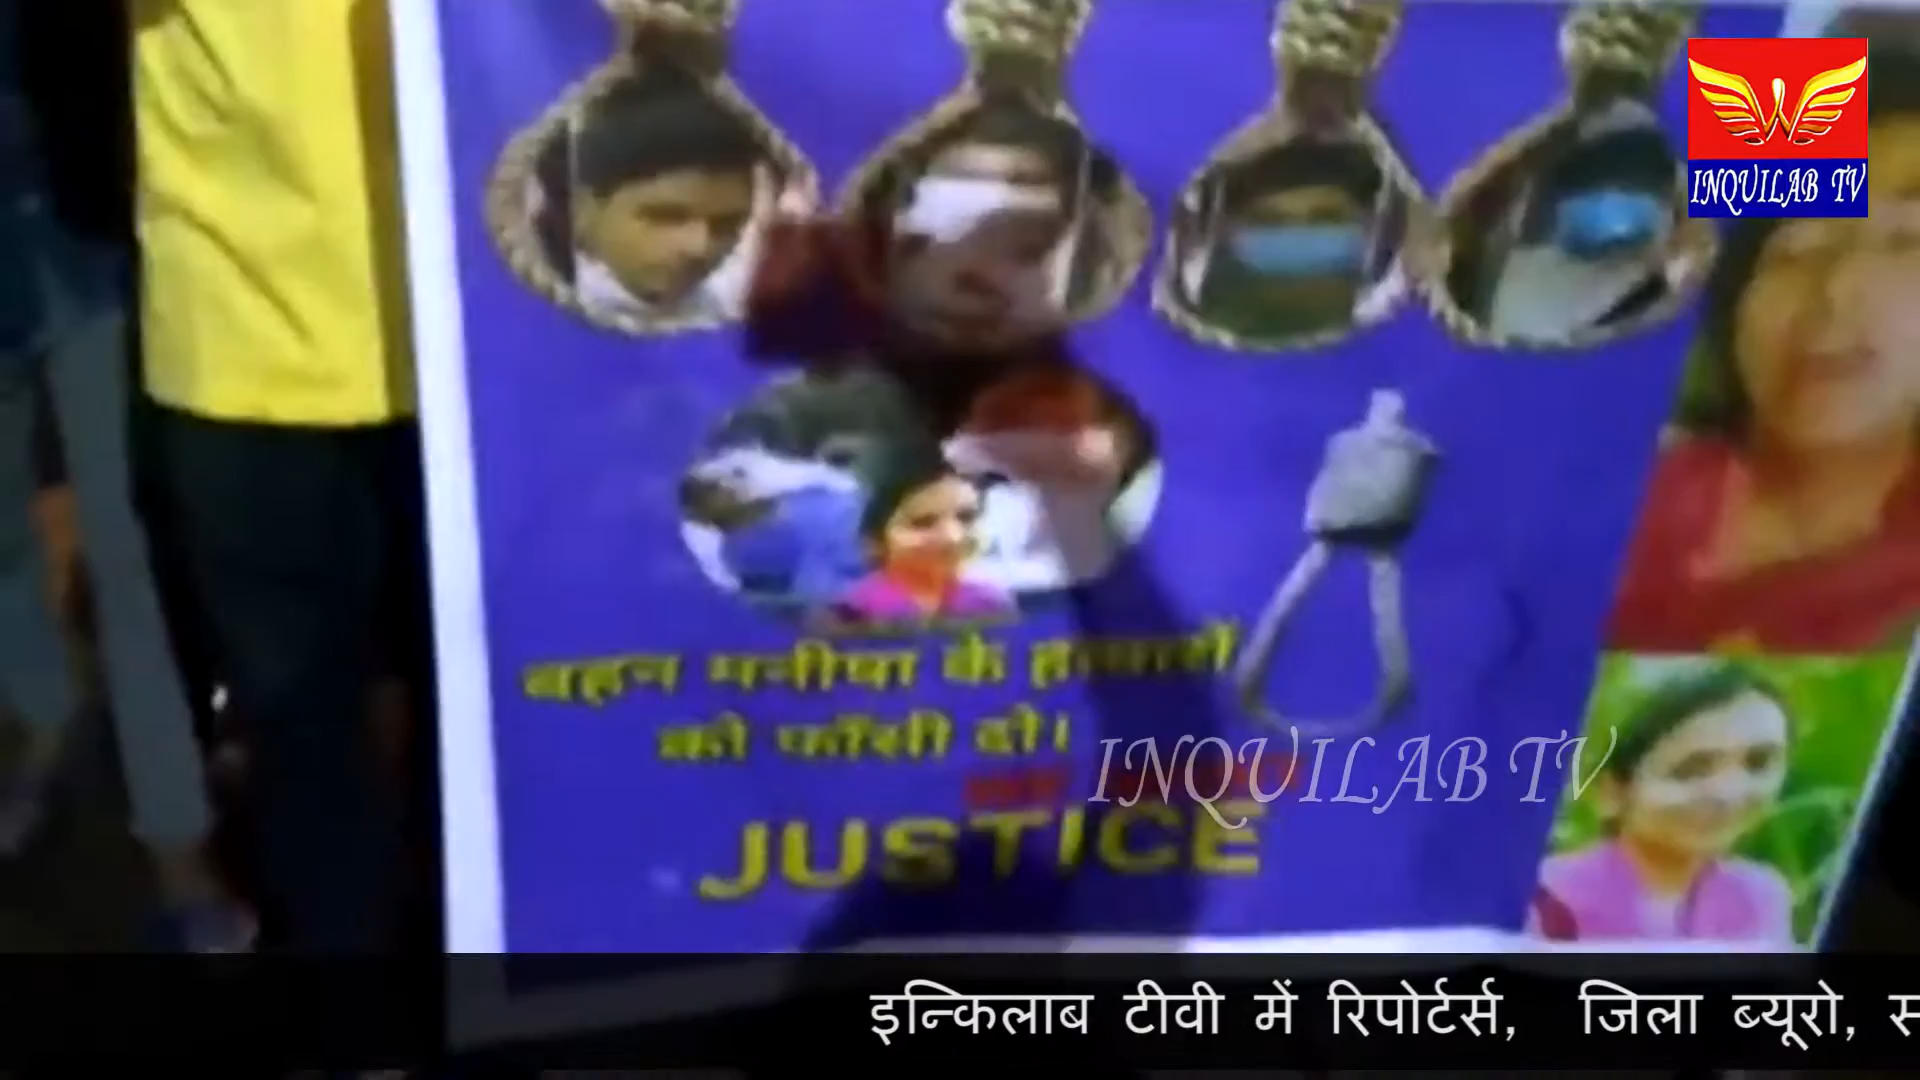 INQUILAB TV
बहन मनीषा के हत्यारों
को फाँसी दो।
INQUILAB TV
JUSTICE
इन्किलाब टीवी में रिपोर्टर्स, जिला ब्यूरो,